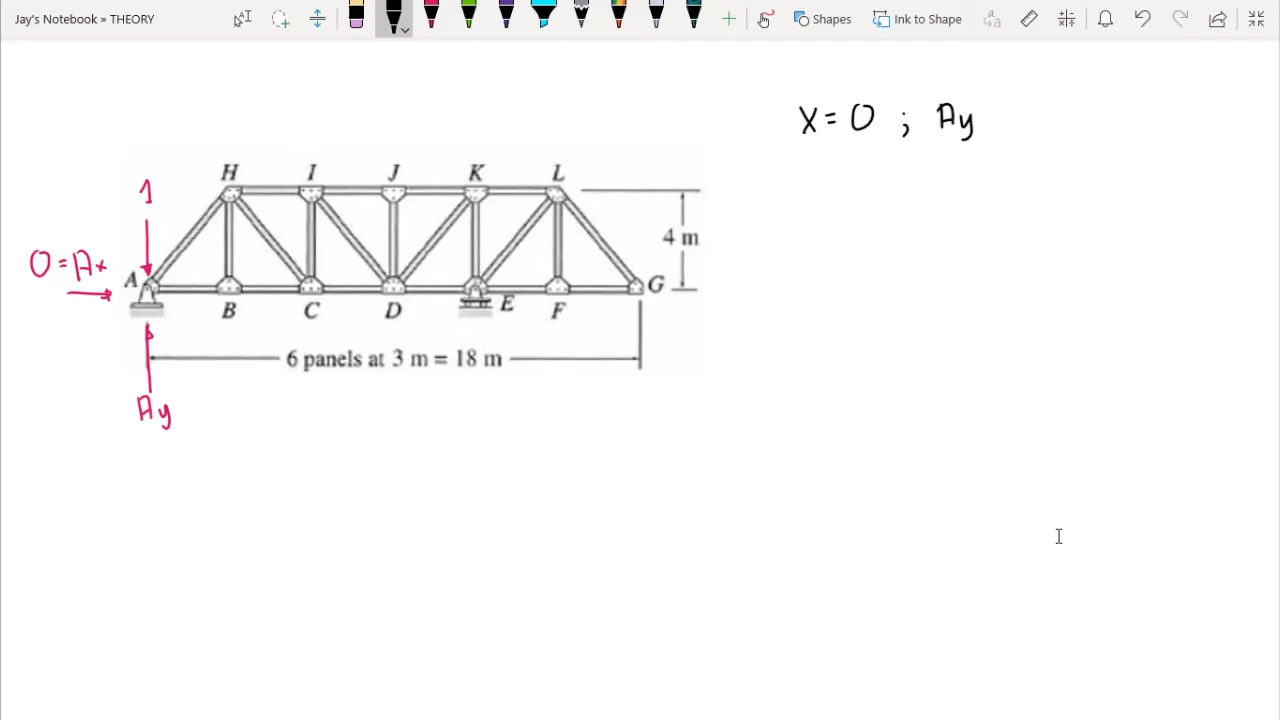 Jay's Notebook » THEORY
Shapes
Ink to Shape
X = 0 ; Ay
H I J K L
1
4 m
0 = Ax
A
G
E
B C D F
6 panels at 3 m = 18 m
Ay